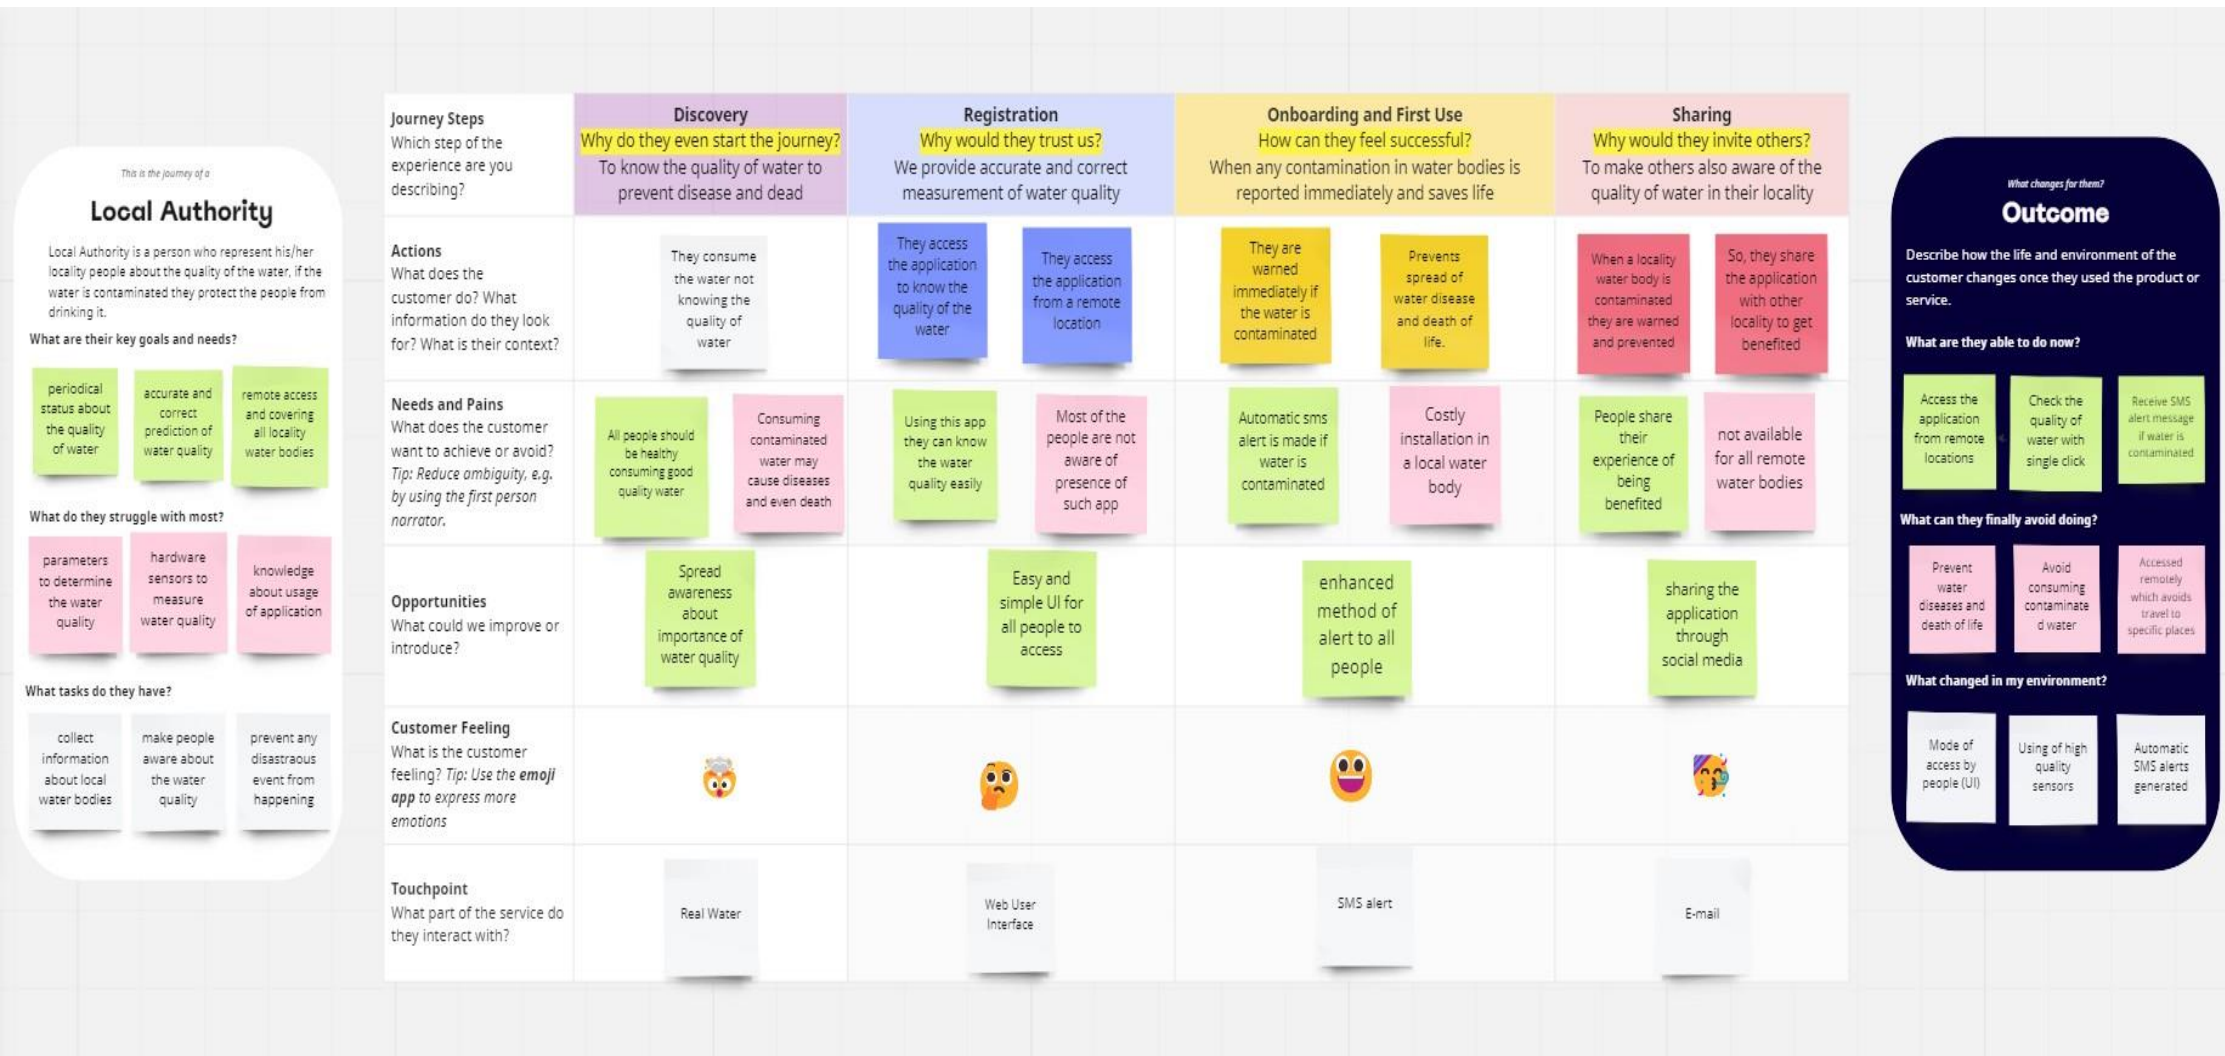 This is the journey of a
Local Authority
Local Authority is a person who represent his/her
locality people about the quality of the water, if the
water is contaminated they protect the people from
drinking it.
What are their key goals and needs?
periodical
status about
the quality
of water
accurate and
correct
prediction of
water quality
remote access
and covering
all locality
water bodies
What do they struggle with most?
parameters
to determine
the water
quality
hardware
sensors to
measure
water quality
knowledge
about usage
of application
What tasks do they have?
collect
information
about local
water bodies
make people
aware about
the water
quality
prevent any
disastraous
event from
happening
Journey Steps
Which step of the
experience are you
describing?
Discovery
Why do they even start the journey?
To know the quality of water to
prevent disease and dead
Registration
Why would they trust us?
We provide accurate and correct
measurement of water quality
Onboarding and First Use
How can they feel successful?
When any contamination in water bodies is
reported immediately and saves life
Sharing
Why would they invite others?
To make others also aware of the
quality of water in their locality
Actions
What does the
customer do? What
information do they look
for? What is their context?
They consume
the water not
knowing the
quality of
water
They access
the application
to know the
quality of the
water
They access
the application
from a remote
location
They are
warned
immediately if
the water is
contaminated
Prevents
spread of
water disease
and death of
life.
When a locality
water body is
contaminated
they are warned
and prevented
So, they share
the application
with other
locality to get
benefited
Needs and Pains
What does the customer
want to achieve or avoid?
Tip: Reduce ambiguity, e.g.
by using the first person
narrator.
All people should
be healthy
consuming good
quality water
Consuming
contaminated
water may
cause diseases
and even death
Using this app
they can know
the water
quality easily
Most of the
people are not
aware of
presence of
such app
Automatic sms
alert is made if
water is
contaminated
Costly
installation in
a local water
body
People share
their
experience of
being
benefited
not available
for all remote
water bodies
Opportunities
What could we improve or
introduce?
Spread
awareness
about
importance of
water quality
Easy and
simple UI for
all people to
access
enhanced
method of
alert to all
people
sharing the
application
through
social media
Customer Feeling
What is the customer
feeling? Tip: Use the emoji
app to express more
emotions
Touchpoint
What part of the service do
they interact with?
Real Water
Web User
Interface
SMS alert
E-mail
What changes for them?
Outcome
Describe how the life and environment of the
customer changes once they used the product or
service.
What are they able to do now?
Access the
application
from remote
locations
Check the
quality of
water with
single click
Receive SMS
alert message
if water is
contaminated
What can they finally avoid doing?
Prevent
water
diseases and
death of life
Avoid
consuming
contaminate
d water
Accessed
remotely
which avoids
travel to
specific places
What changed in my environment?
Mode of
access by
people (UI)
Using of high
quality
sensors
Automatic
SMS alerts
generated